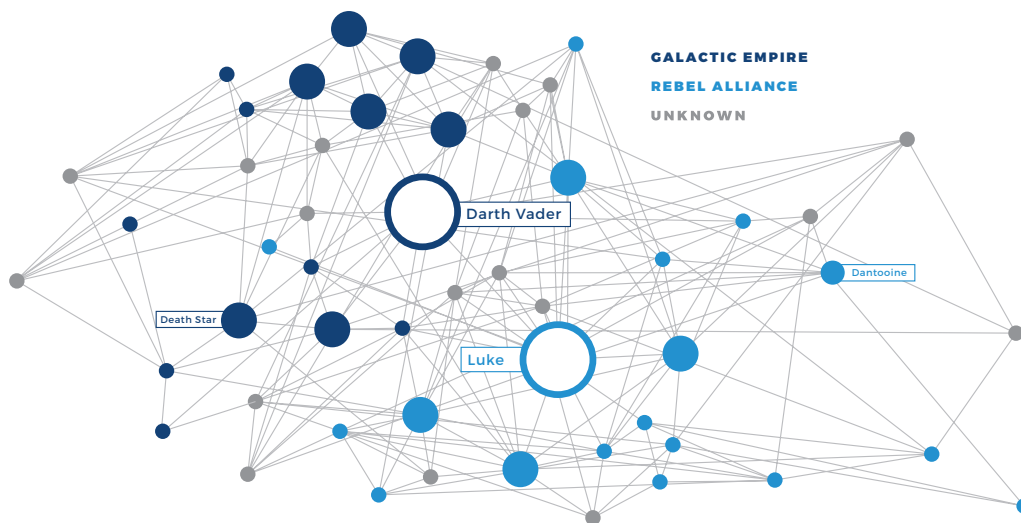 GALACTIC EMPIRE
REBEL ALLIANCE
UNKNOWN
Darth Vader
Dantooine
Death Star
Luke